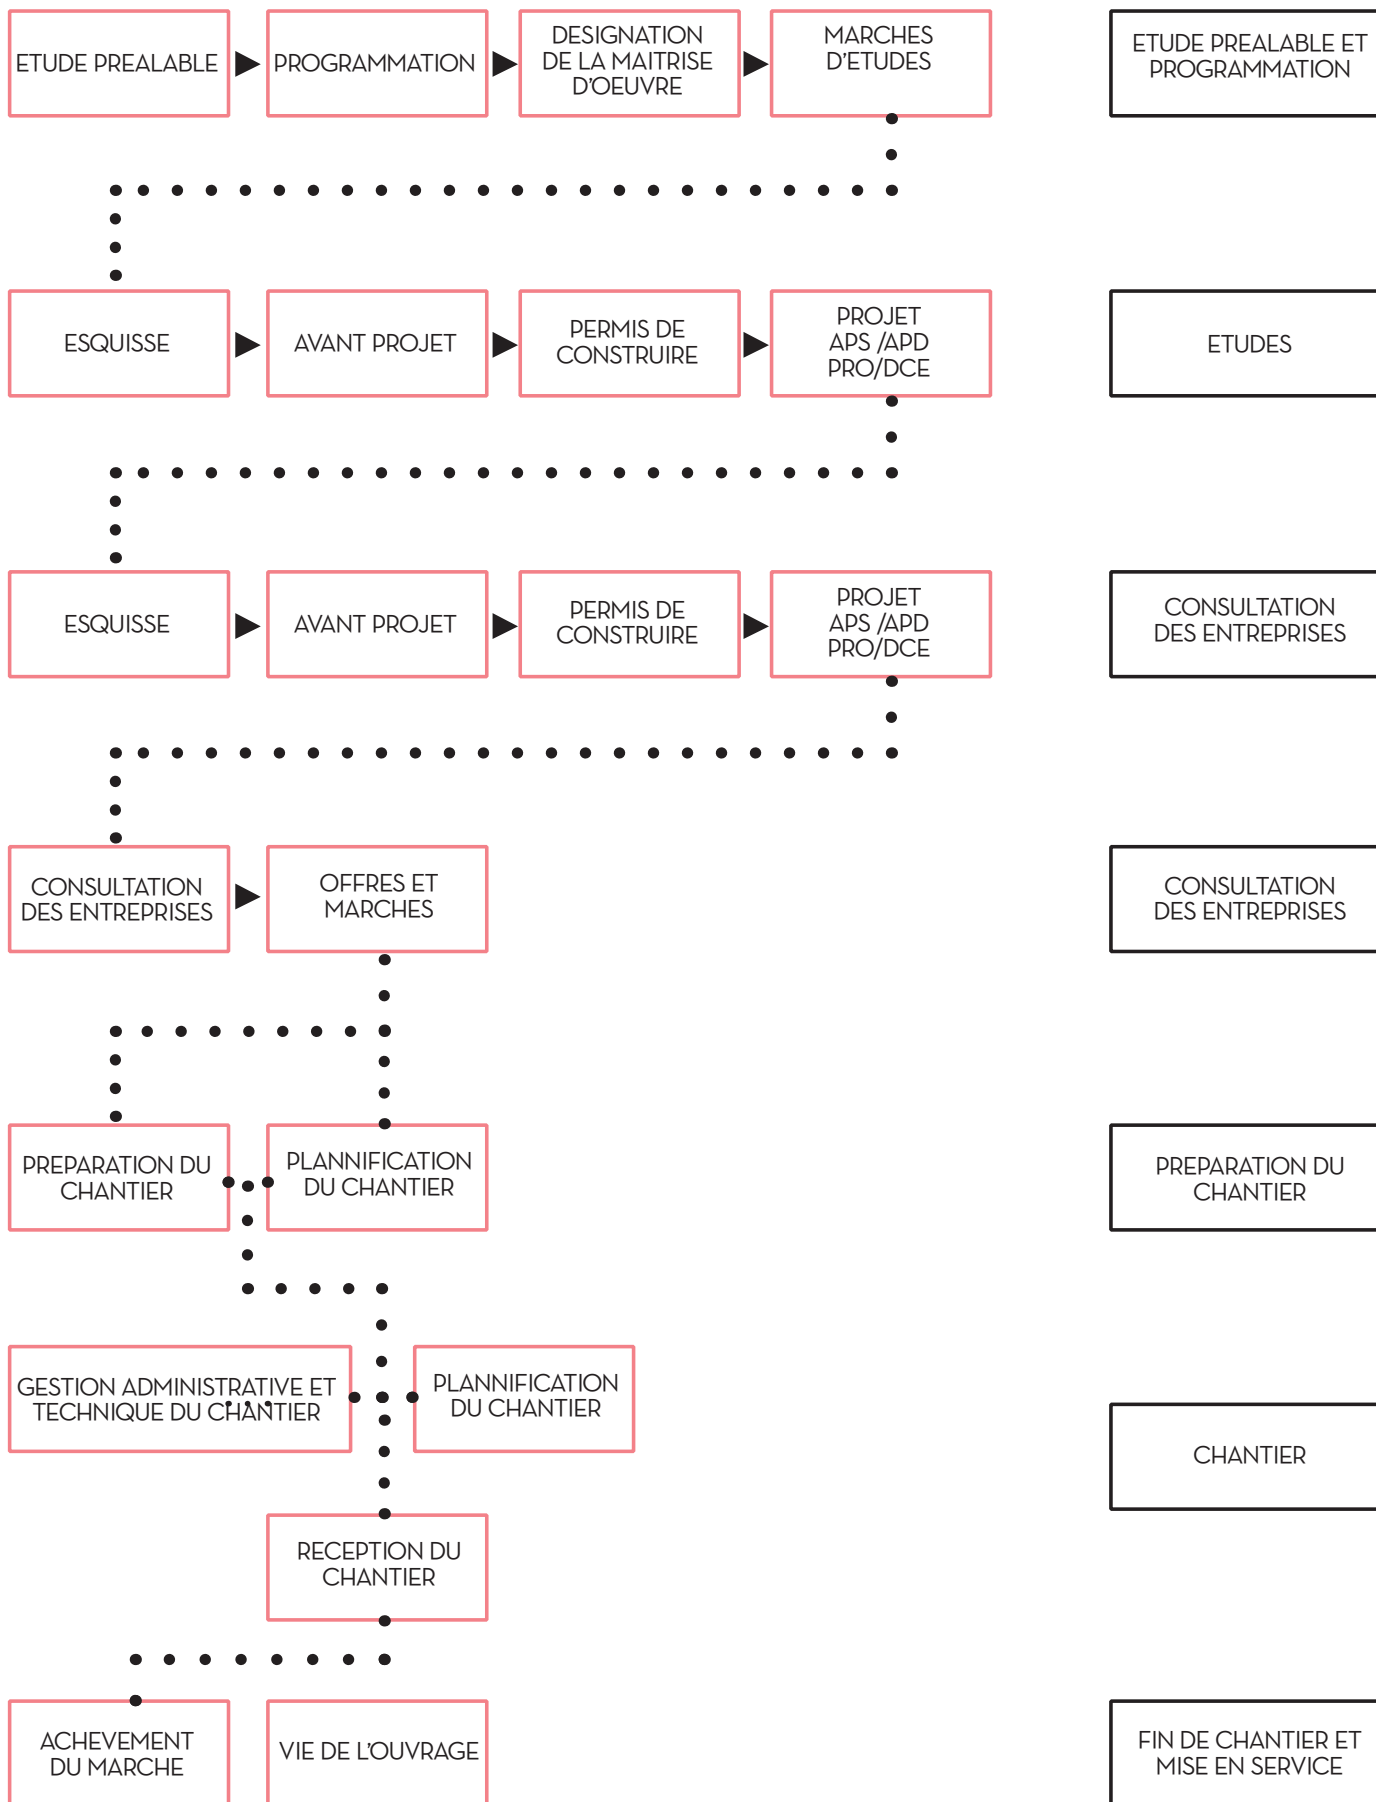 ETUDE PREALABLE
PROGRAMMATION
DESIGNATION
DE LA MAITRISE
D'OEUVRE
MARCHES
D'ETUDES
ETUDE PREALABLE ET
PROGRAMMATION
ESQUISSE
AVANT PROJET
PERMIS DE
CONSTRUIRE
PROJET
APS /APD
PRO/DCE
ETUDES
ESQUISSE
AVANT PROJET
PERMIS DE
CONSTRUIRE
PROJET
APS /APD
PRO/DCE
CONSULTATION
DES ENTREPRISES
CONSULTATION
DES ENTREPRISES
OFFRES ET
MARCHES
CONSULTATION
DES ENTREPRISES
PREPARATION DU
CHANTIER
PLANNIFICATION
DU CHANTIER
PREPARATION DU
CHANTIER
GESTION ADMINISTRATIVE ET
TECHNIQUE DU CHANTIER
PLANNIFICATION
DU CHANTIER
CHANTIER
RECEPTION DU
CHANTIER
ACHEVEMENT
DU MARCHE
VIE DE L'OUVRAGE
FIN DE CHANTIER ET
MISE EN SERVICE